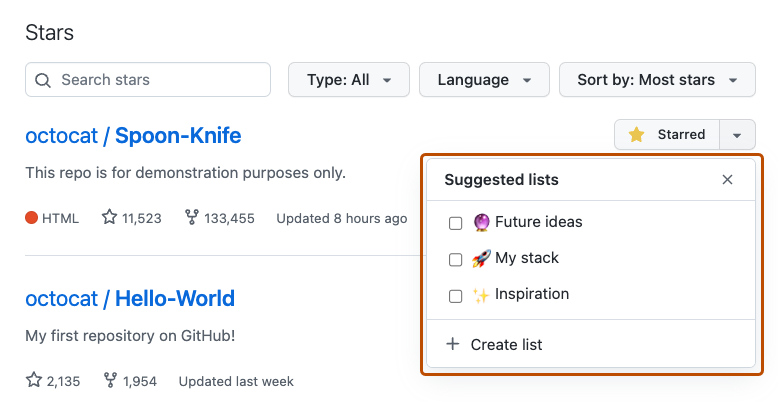 Stars
Search stars
Type: All
Language
Sort by: Most stars
octocat / Spoon-Knife
Starred
This repo is for demonstration purposes only.
HTML 11,523 133,455 Updated 8 hours ago
Suggested lists
🔮 Future ideas
🚀 My stack
✨ Inspiration
Create list
octocat / Hello-World
My first repository on GitHub!
2,135 1,954 Updated last week